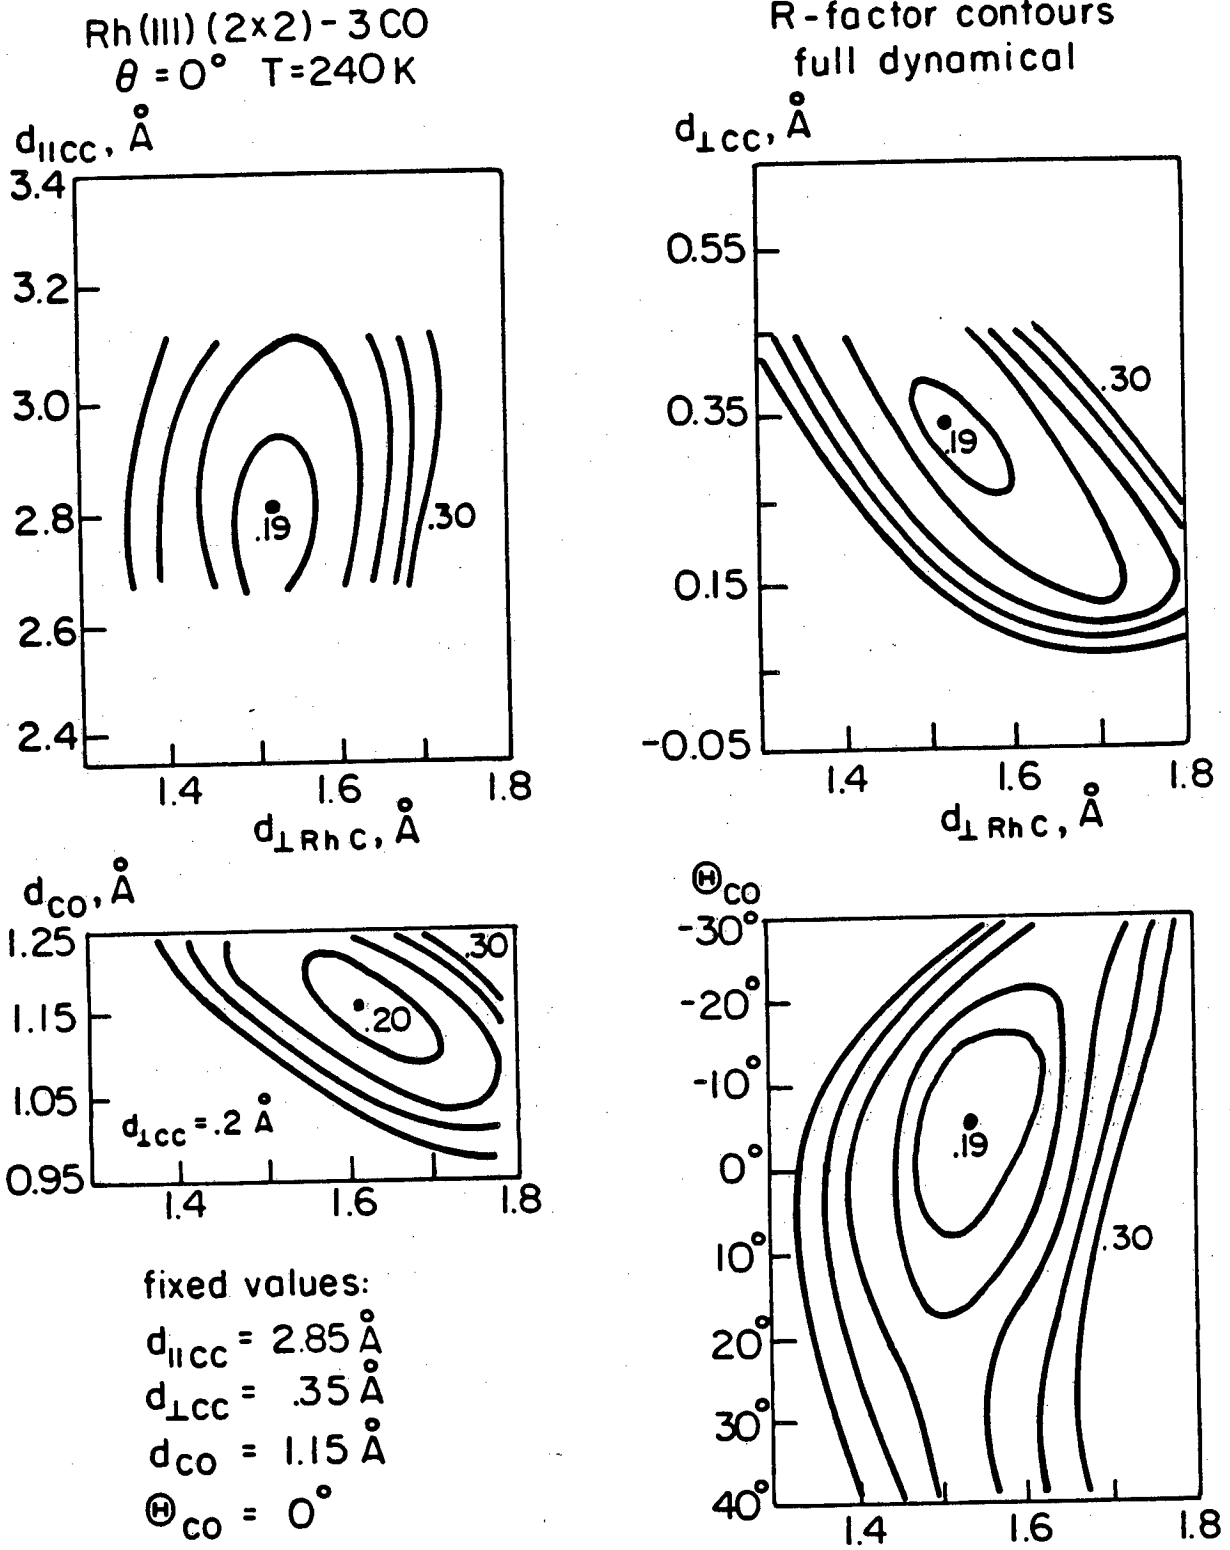 Rh(III) (2×2) - 3 CO
θ = 0° T=240K
R-factor contours
full dynamical
d||CC, Å
3.4
3.2
3.0
2.8
2.6
2.4
.19
.30
1.4 1.6 1.8
d⊥RhC, Å
d⊥CC, Å
0.55
0.35
0.15
-0.05
.30
.19
1.4 1.6 1.8
d⊥RhC, Å
dCO, Å
1.25
1.15
1.05
0.95
.30
.20
d⊥CC = .2 Å
1.4 1.6 1.8
ΘCO
-30°
-20°
-10°
0°
10°
20°
30°
40°
.19
.30
1.4 1.6 1.8
fixed values:
d||CC = 2.85 Å
d⊥CC = .35 Å
dCO = 1.15 Å
ΘCO = 0°